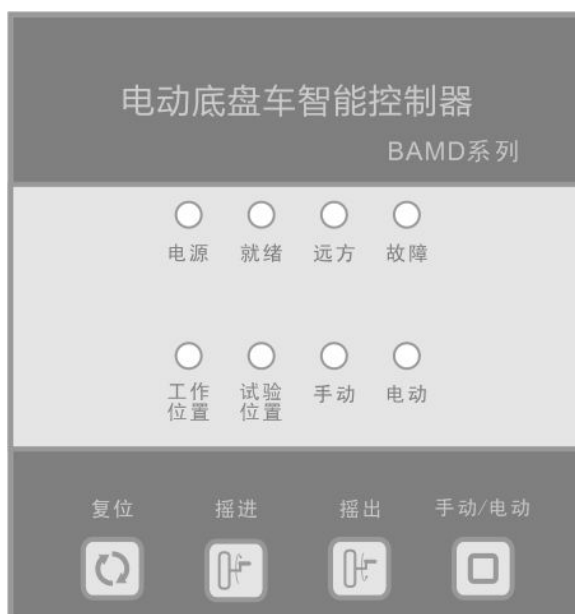 电动底盘车智能控制器
BAMD系列
电源 就绪 远方 故障
工作位置 试验位置 手动 电动
复位 摇进 摇出 手动/电动